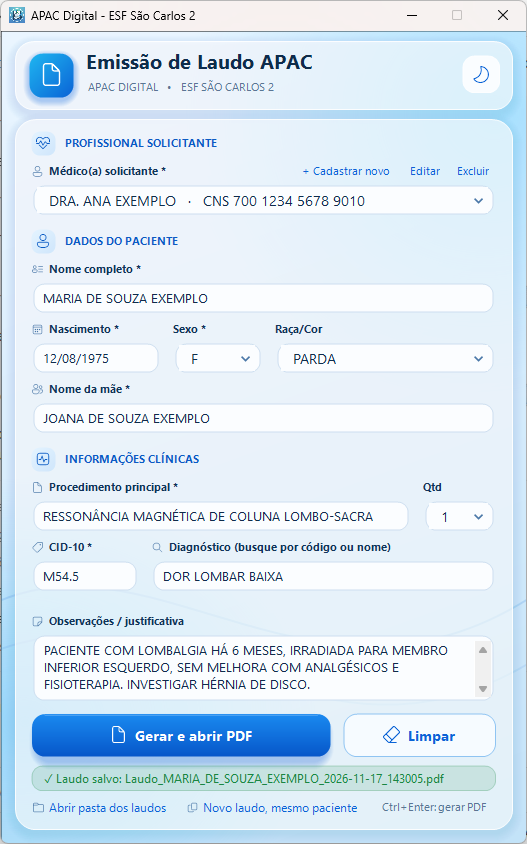 APAC Digital - ESF São Carlos 2
Emissão de Laudo APAC
APAC DIGITAL • ESF SÃO CARLOS 2
PROFISSIONAL SOLICITANTE
Médico(a) solicitante * + Cadastrar novo Editar Excluir
DRA. ANA EXEMPLO · CNS 700 1234 5678 9010
DADOS DO PACIENTE
Nome completo *
MARIA DE SOUZA EXEMPLO
Nascimento * Sexo * Raça/Cor
12/08/1975 F PARDA
Nome da mãe *
JOANA DE SOUZA EXEMPLO
INFORMAÇÕES CLÍNICAS
Procedimento principal * Qtd
RESSONÂNCIA MAGNÉTICA DE COLUNA LOMBO-SACRA 1
CID-10 * Diagnóstico (busque por código ou nome)
M54.5 DOR LOMBAR BAIXA
Observações / justificativa
PACIENTE COM LOMBALGIA HÁ 6 MESES, IRRADIADA PARA MEMBRO
INFERIOR ESQUERDO, SEM MELHORA COM ANALGÉSICOS E
FISIOTERAPIA. INVESTIGAR HÉRNIA DE DISCO.
Gerar e abrir PDF Limpar
✓ Laudo salvo: Laudo_MARIA_DE_SOUZA_EXEMPLO_2026-11-17_143005.pdf
Abrir pasta dos laudos Novo laudo, mesmo paciente Ctrl+Enter: gerar PDF